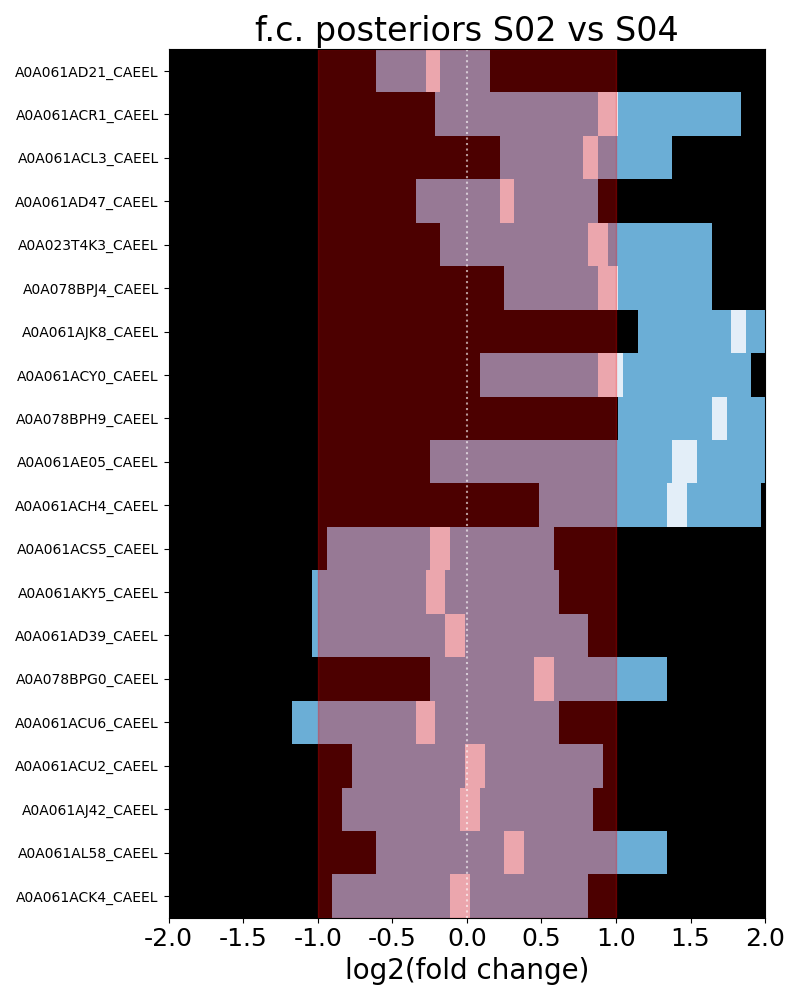 f.c. posteriors S02 vs S04
A0A061AD21_CAEEL
A0A061ACR1_CAEEL
A0A061ACL3_CAEEL
A0A061AD47_CAEEL
A0A023T4K3_CAEEL
A0A078BPJ4_CAEEL
A0A061AJK8_CAEEL
A0A061ACY0_CAEEL
A0A078BPH9_CAEEL
A0A061AE05_CAEEL
A0A061ACH4_CAEEL
A0A061ACS5_CAEEL
A0A061AKY5_CAEEL
A0A061AD39_CAEEL
A0A078BPG0_CAEEL
A0A061ACU6_CAEEL
A0A061ACU2_CAEEL
A0A061AJ42_CAEEL
A0A061AL58_CAEEL
A0A061ACK4_CAEEL
-2.0 -1.5 -1.0 -0.5 0.0 0.5 1.0 1.5 2.0
log2(fold change)